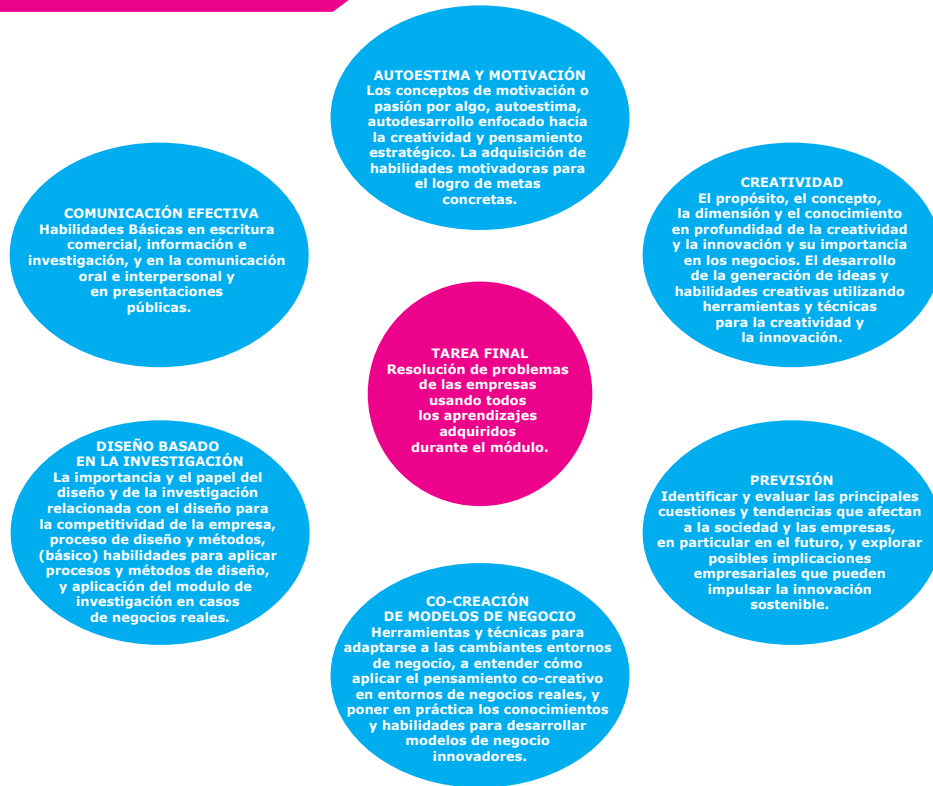 AUTOESTIMA Y MOTIVACIÓN
Los conceptos de motivación o
pasión por algo, autoestima,
autodesarrollo enfocado hacia
la creatividad y pensamiento
estratégico. La adquisición de
habilidades motivadoras para
el logro de metas
concretas.
COMUNICACIÓN EFECTIVA
Habilidades Básicas en escritura
comercial, información e
investigación, y en la comunicación
oral e interpersonal y
en presentaciones
públicas.
CREATIVIDAD
El propósito, el concepto,
la dimensión y el conocimiento
en profundidad de la creatividad
y la innovación y su importancia
en los negocios. El desarrollo
de la generación de ideas y
habilidades creativas utilizando
herramientas y técnicas
para la creatividad y
la innovación.
TAREA FINAL
Resolución de problemas
de las empresas
usando todos
los aprendizajes
adquiridos
durante el módulo.
DISEÑO BASADO
EN LA INVESTIGACIÓN
La importancia y el papel del
diseño y de la investigación
relacionada con el diseño para
la competitividad de la empresa,
proceso de diseño y métodos,
(básico) habilidades para aplicar
procesos y métodos de diseño,
y aplicación del modulo de
investigación en casos
de negocios reales.
PREVISIÓN
Identificar y evaluar las principales
cuestiones y tendencias que afectan
a la sociedad y las empresas,
en particular en el futuro, y explorar
posibles implicaciones
empresariales que pueden
impulsar la innovación
sostenible.
CO-CREACIÓN
DE MODELOS DE NEGOCIO
Herramientas y técnicas para
adaptarse a las cambiantes entornos
de negocio, a entender cómo
aplicar el pensamiento co-creativo
en entornos de negocios reales, y
poner en práctica los conocimientos
y habilidades para desarrollar
modelos de negocio
innovadores.